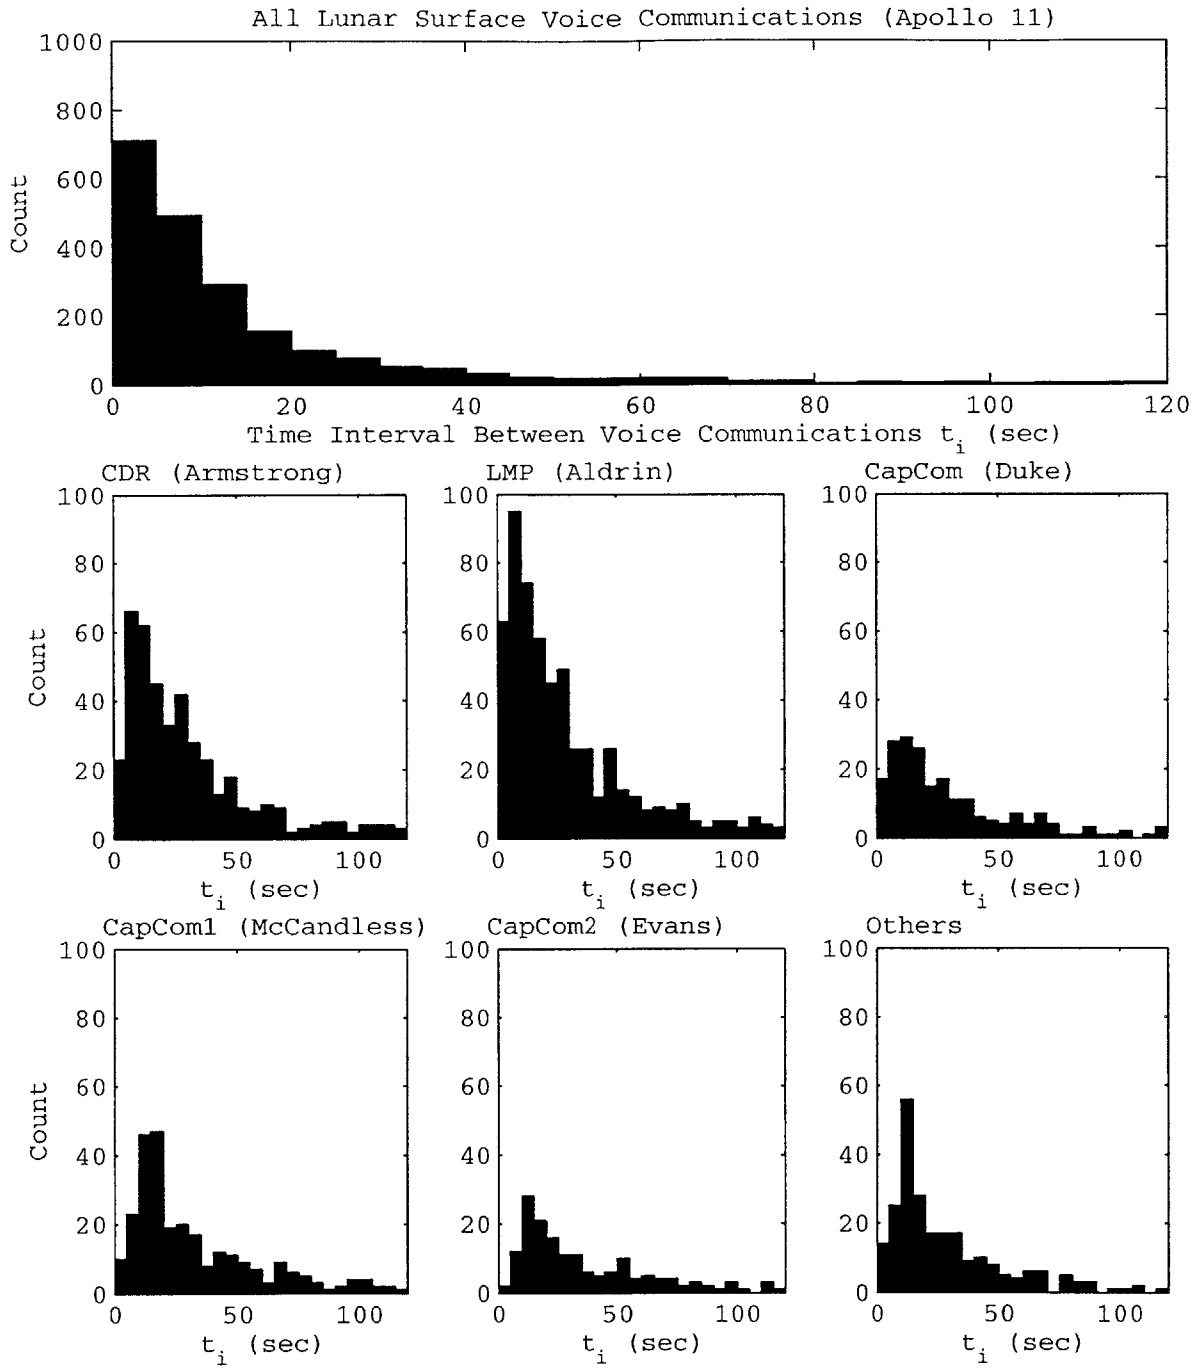 All Lunar Surface Voice Communications (Apollo 11)
1000
800
600
400
200
0
Count
0 20 40 60 80 100 120
Time Interval Between Voice Communications t_i (sec)
CDR (Armstrong) LMP (Aldrin) CapCom (Duke)
100 100 100
80 80 80
60 60 60
Count
40 40 40
20 20 20
0 0 0
0 50 100 0 50 100 0 50 100
t_i (sec) t_i (sec) t_i (sec)
CapCom1 (McCandless) CapCom2 (Evans) Others
100 100 100
80 80 80
60 60 60
Count
40 40 40
20 20 20
0 0 0
0 50 100 0 50 100 0 50 100
t_i (sec) t_i (sec) t_i (sec)